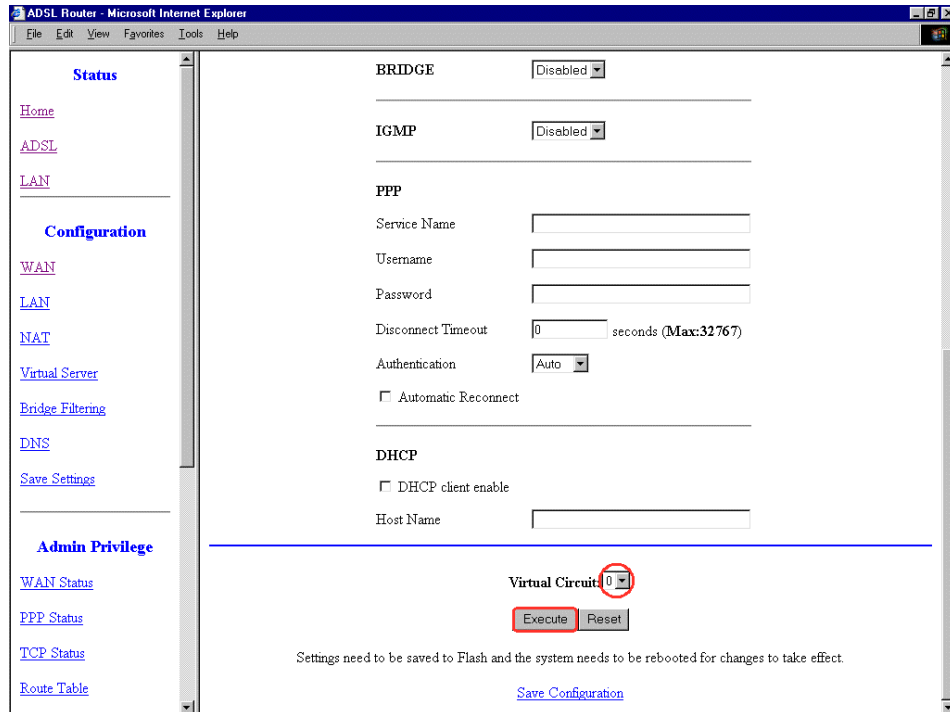 ADSL Router - Microsoft Internet Explorer
File Edit View Favorites Tools Help
Status
Home
ADSL
LAN
Configuration
WAN
LAN
NAT
Virtual Server
Bridge Filtering
DNS
Save Settings
Admin Privilege
WAN Status
PPP Status
TCP Status
Route Table
BRIDGE Disabled
IGMP Disabled
PPP
Service Name
Username
Password
Disconnect Timeout 0 seconds (Max:32767)
Authentication Auto
Automatic Reconnect
DHCP
DHCP client enable
Host Name
Virtual Circuit: 0
Execute Reset
Settings need to be saved to Flash and the system needs to be rebooted for changes to take effect.
Save Configuration